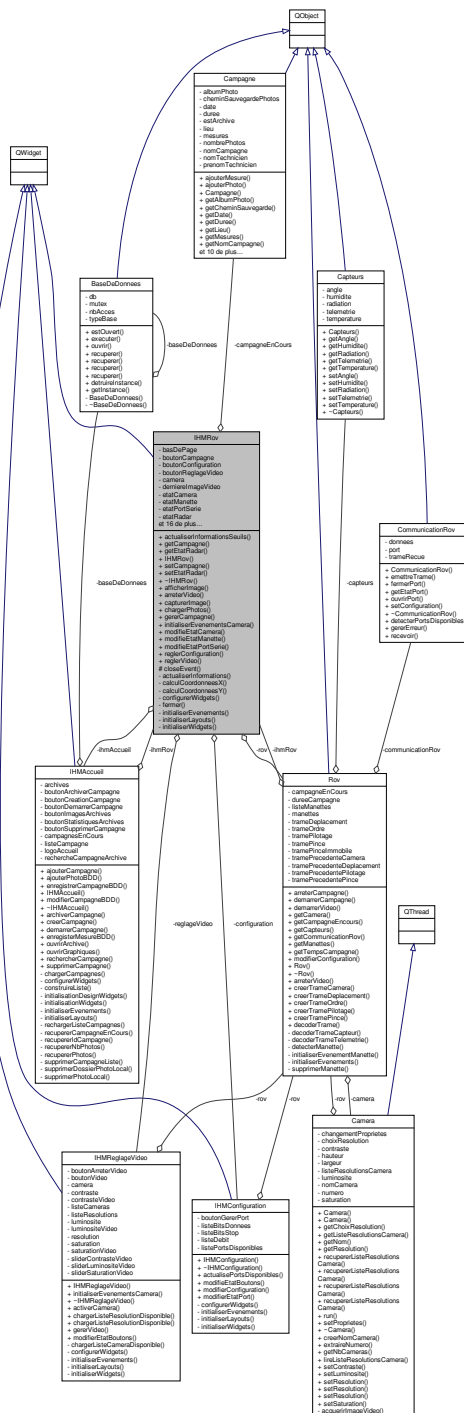 QObject
Campagne
- albumPhoto
- cheminSauvegardePhotos
- date
- duree
- estArchive
- lieu
- mesures
- nombrePhotos
- nomCampagne
- nomTechnicien
- prenomTechnicien
+ ajouterMesure()
+ ajouterPhoto()
+ Campagne()
+ getAlbumPhoto()
+ getCheminSauvegarde()
+ getDate()
+ getDuree()
+ getLieu()
+ getMesures()
+ getNomCampagne()
et 10 de plus...
QWidget
BaseDeDonnees
- db
- mutex
- nbAcces
- typeBase
+ estOuvert()
+ executer()
+ ouvrir()
+ recuperer()
+ recuperer()
+ recuperer()
+ recuperer()
+ detruireInstance()
+ getInstance()
- BaseDeDonnees()
- ~BaseDeDonnees()
-baseDeDonnees
-campagneEnCours
Capteurs
- angle
- humidite
- radiation
- telemetrie
- temperature
+ Capteurs()
+ getAngle()
+ getHumidite()
+ getRadiation()
+ getTelemetrie()
+ getTemperature()
+ setAngle()
+ setHumidite()
+ setRadiation()
+ setTelemetrie()
+ setTemperature()
+ ~Capteurs()
IHMRov
- basDePage
- boutonCampagne
- boutonConfiguration
- boutonReglageVideo
- camera
- derniereImageVideo
- etatCamera
- etatManette
- etatPortSerie
- etatRadar
et 16 de plus...
+ actualiserInformationsSeuils()
+ getCampagne()
+ getEtatRadar()
+ IHMRov()
+ setCampagne()
+ setEtatRadar()
+ ~IHMRov()
+ afficherImage()
+ arreterVideo()
+ capturerImage()
+ chargerPhotos()
+ gererCampagne()
+ initialiserEvenementsCamera()
+ modifieEtatCamera()
+ modifieEtatManette()
+ modifieEtatPortSerie()
+ reglerConfiguration()
+ reglerVideo()
# closeEvent()
- actualiserInformations()
- calculCoordonneesX()
- calculCoordonneesY()
- configurerWidgets()
- fermer()
- initialiserEvenements()
- initialiserLayouts()
- initialiserWidgets()
CommunicationRov
- donnees
- port
- trameRecue
+ CommunicationRov()
+ emettreTrame()
+ fermerPort()
+ getEtatPort()
+ ouvrirPort()
+ setConfiguration()
+ ~CommunicationRov()
+ detecterPortsDisponibles()
+ gererErreur()
+ recevoir()
-baseDeDonnees
-capteurs
-communicationRov
-ihmAccueil
-ihmRov
-rov
-ihmRov
IHMAccueil
- archives
- boutonArchiverCampagne
- boutonCreationCampagne
- boutonDemarrerCampagne
- boutonImagesArchives
- boutonStatistiquesArchives
- boutonSupprimerCampagne
- campagnesEnCours
- listeCampagne
- logoAccueil
- rechercheCampagneArchive
+ ajouterCampagne()
+ ajouterPhotoBDD()
+ enregistrerCampagneBDD()
+ IHMAccueil()
+ modifierCampagneBDD()
+ ~IHMAccueil()
+ archiverCampagne()
+ creerCampagne()
+ demarrerCampagne()
+ enregisterMesureBDD()
+ ouvrirArchive()
+ ouvrirGraphiques()
+ rechercherCampagne()
+ supprimerCampagne()
- chargerCampagnes()
- configurerWidgets()
- construireListe()
- initialisationDesignWidgets()
- initialisationWidgets()
- initialiserEvenements()
- initialiserLayouts()
- rechargerListeCampagnes()
- recupererCampagneEnCours()
- recupererIdCampagne()
- recupererNbPhotos()
- recupererPhotos()
- supprimerCampagneListe()
- supprimerDossierPhotoLocal()
- supprimerPhotoLocal()
-reglageVideo
-configuration
Rov
- campagneEnCours
- dureeCampagne
- listeManettes
- manettes
- trameDeplacement
- trameOrdre
- tramePilotage
- tramePince
- tramePinceImmobile
- tramePrecedenteCamera
- tramePrecedenteDeplacement
- tramePrecedentePilotage
- tramePrecedentePince
+ arreterCampagne()
+ demarrerCampagne()
+ demarrerVideo()
+ getCamera()
+ getCampagneEncours()
+ getCapteurs()
+ getCommunicationRov()
+ getManettes()
+ getTempsCampagne()
+ modifierConfiguration()
+ Rov()
+ ~Rov()
+ arreterVideo()
+ creerTrameCamera()
+ creerTrameDeplacement()
+ creerTrameOrdre()
+ creerTramePilotage()
+ creerTramePince()
+ decoderTrame()
- decoderTrameCapteur()
- decoderTrameTelemetrie()
- detecterManette()
- initialiserEvenementManette()
- initialiserEvenements()
- supprimerManette()
QThread
-rov
-rov
-rov
-camera
IHMReglageVideo
- boutonArreterVideo
- boutonVideo
- camera
- contraste
- contrasteVideo
- listeCameras
- listeResolutions
- luminosite
- luminositeVideo
- resolution
- saturation
- saturationVideo
- sliderContrasteVideo
- sliderLuminositeVideo
- sliderSaturationVideo
+ IHMReglageVideo()
+ initialiserEvenementsCamera()
+ ~IHMReglageVideo()
+ activerCamera()
+ chargerListeResolutionDisponible()
+ chargerListeResolutionDisponible()
+ gererVideo()
+ modifierEtatBoutons()
- chargerListeCameraDisponible()
- configurerWidgets()
- initialiserEvenements()
- initialiserLayouts()
- initialiserWidgets()
IHMConfiguration
- boutonGererPort
- listeBitsDonnees
- listeBitsStop
- listeDebit
- listePortsDisponibles
+ IHMConfiguration()
+ ~IHMConfiguration()
+ actualisePortsDisponibles()
+ modifieEtatBoutons()
+ modifierConfiguration()
+ modifieEtatPort()
- configurerWidgets()
- initialiserEvenements()
- initialiserLayouts()
- initialiserWidgets()
Camera
- changementProprietes
- choixResolution
- contraste
- hauteur
- largeur
- listeResolutionsCamera
- luminosite
- nomCamera
- numero
- saturation
+ Camera()
+ Camera()
+ getChoixResolution()
+ getListeResolutionsCamera()
+ getNom()
+ getResolution()
+ recupererListeResolutions
Camera()
+ recupererListeResolutions
Camera()
+ recupererListeResolutions
Camera()
+ run()
+ setProprietes()
+ ~Camera()
+ creerNomCamera()
+ extraireNumero()
+ getNbCameras()
+ lireListeResolutionsCamera()
+ setContraste()
+ setLuminosite()
+ setResolution()
+ setResolution()
+ setResolution()
+ setSaturation()
- acquerirImageVideo()